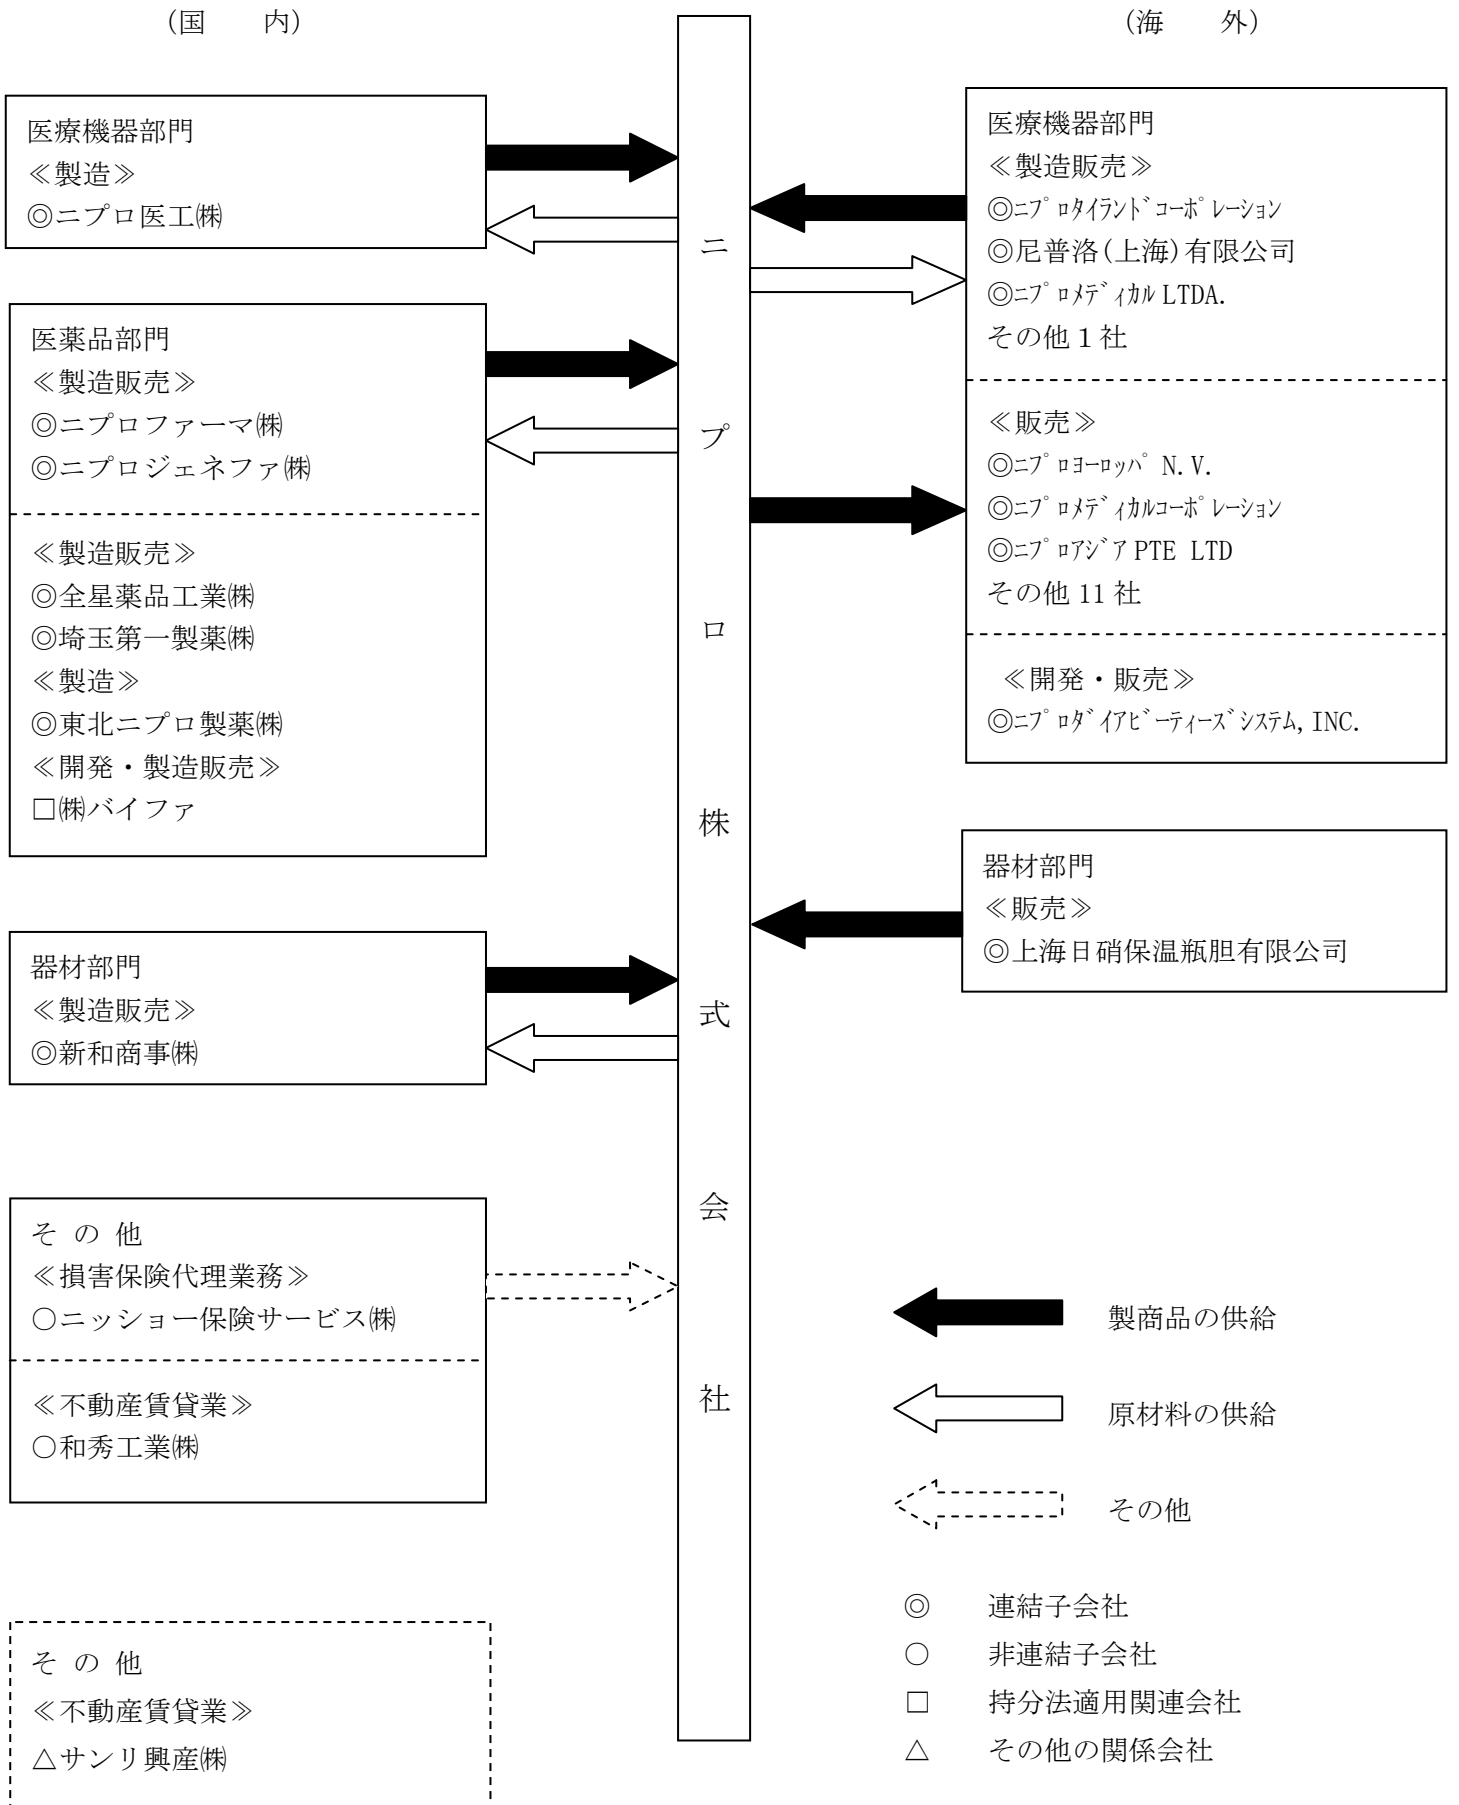 (国　　内)
医療機器部門
≪製造≫
◎ニプロ医工㈱
医薬品部門
≪製造販売≫
◎ニプロファーマ㈱
◎ニプロジェネファ㈱
≪製造販売≫
◎全星薬品工業㈱
◎埼玉第一製薬㈱
≪製造≫
◎東北ニプロ製薬㈱
≪開発・製造販売≫
□㈱バイファ
器材部門
≪製造販売≫
◎新和商事㈱
そ の 他
≪損害保険代理業務≫
○ニッショー保険サービス㈱
≪不動産賃貸業≫
○和秀工業㈱
そ の 他
≪不動産賃貸業≫
△サンリ興産㈱
ニプロ株式会社
(海　　外)
医療機器部門
≪製造販売≫
◎ﾆﾌﾟﾛﾀｲﾗﾝﾄﾞｺｰﾎﾟﾚｰｼｮﾝ
◎尼普洛(上海)有限公司
◎ﾆﾌﾟﾛﾒﾃﾞｨｶﾙ LTDA.
その他１社
≪販売≫
◎ﾆﾌﾟﾛﾖｰﾛｯﾊﾟ N.V.
◎ﾆﾌﾟﾛﾒﾃﾞｨｶﾙｺｰﾎﾟﾚｰｼｮﾝ
◎ﾆﾌﾟﾛｱｼﾞｱ PTE LTD
その他 11 社
≪開発・販売≫
◎ﾆﾌﾟﾛﾀﾞｲｱﾋﾞｰﾃｨｰｽﾞｼｽﾃﾑ, INC.
器材部門
≪販売≫
◎上海日硝保温瓶胆有限公司
製商品の供給
原材料の供給
その他
◎　連結子会社
○　非連結子会社
□　持分法適用関連会社
△　その他の関係会社